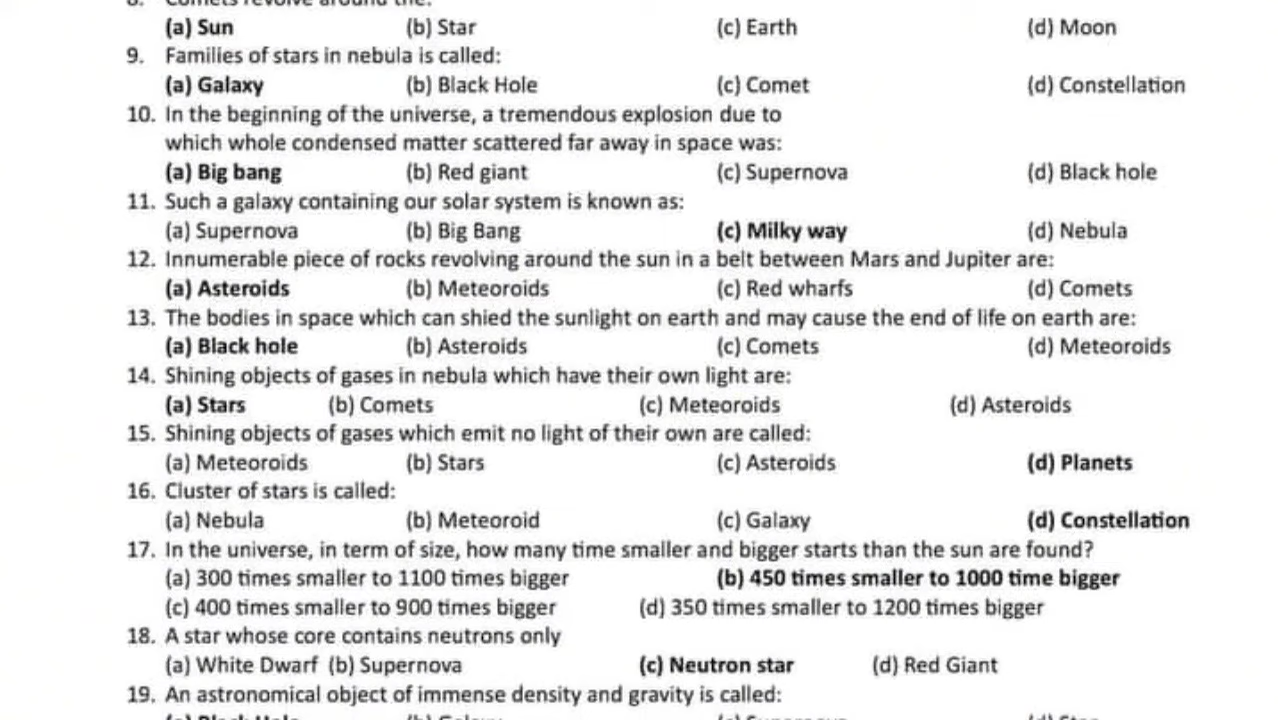 8. Comets revolve around the:
(a) Sun (b) Star (c) Earth (d) Moon
9. Families of stars in nebula is called:
(a) Galaxy (b) Black Hole (c) Comet (d) Constellation
10. In the beginning of the universe, a tremendous explosion due to
which whole condensed matter scattered far away in space was:
(a) Big bang (b) Red giant (c) Supernova (d) Black hole
11. Such a galaxy containing our solar system is known as:
(a) Supernova (b) Big Bang (c) Milky way (d) Nebula
12. Innumerable piece of rocks revolving around the sun in a belt between Mars and Jupiter are:
(a) Asteroids (b) Meteoroids (c) Red wharfs (d) Comets
13. The bodies in space which can shied the sunlight on earth and may cause the end of life on earth are:
(a) Black hole (b) Asteroids (c) Comets (d) Meteoroids
14. Shining objects of gases in nebula which have their own light are:
(a) Stars (b) Comets (c) Meteoroids (d) Asteroids
15. Shining objects of gases which emit no light of their own are called:
(a) Meteoroids (b) Stars (c) Asteroids (d) Planets
16. Cluster of stars is called:
(a) Nebula (b) Meteoroid (c) Galaxy (d) Constellation
17. In the universe, in term of size, how many time smaller and bigger starts than the sun are found?
(a) 300 times smaller to 1100 times bigger (b) 450 times smaller to 1000 time bigger
(c) 400 times smaller to 900 times bigger (d) 350 times smaller to 1200 times bigger
18. A star whose core contains neutrons only
(a) White Dwarf (b) Supernova (c) Neutron star (d) Red Giant
19. An astronomical object of immense density and gravity is called:
(a) Black Hole (b) Galaxy (c) Supernova (d) Star